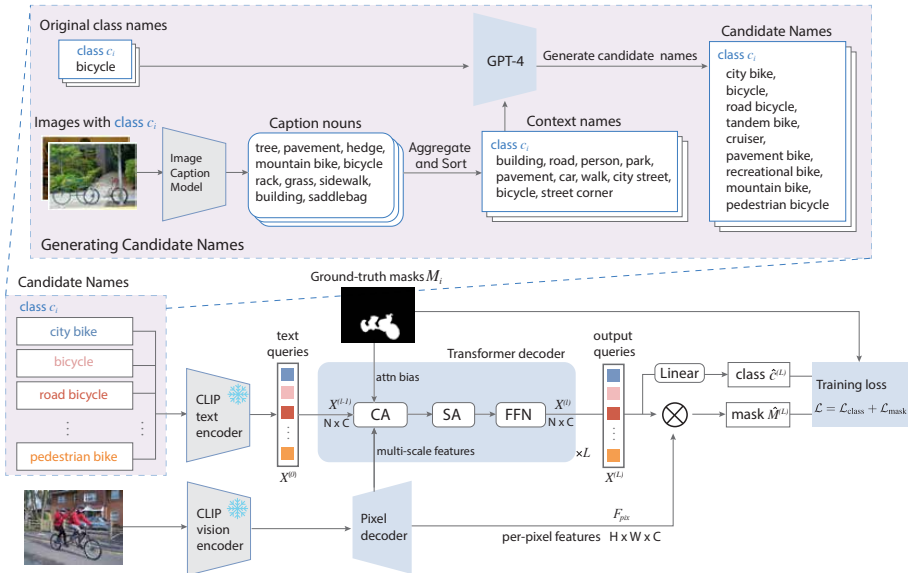 Original class names
class c_i
bicycle
Images with class c_i
Image
Caption
Model
Caption nouns
tree, pavement, hedge,
mountain bike, bicycle
rack, grass, sidewalk,
building, saddlebag
Aggregate
and Sort
GPT-4
Generate candidate names
Context names
class c_i
building, road, person, park,
pavement, car, walk, city street,
bicycle, street corner
Candidate Names
class c_i
city bike,
bicycle,
road bicycle,
tandem bike,
cruiser,
pavement bike,
recreational bike,
mountain bike,
pedestrian bicycle
Generating Candidate Names
Candidate Names
class c_i
city bike
bicycle
road bicycle
⋮ ⋮
pedestrian bike
CLIP
text
encoder
text
queries
⋮
X^(0)
Ground-truth masks M_i
attn bias
Transformer decoder
X^(L-1)
N x C
CA
SA
FFN
X^(l)
N x C
×L
multi-scale features
output
queries
⋮
X^(L)
Linear
class ĉ^(L)
mask M̂^(L)
Training loss
ℒ = ℒ_class + ℒ_mask
CLIP
vision
encoder
Pixel
decoder
F_pix
per-pixel features H x W x C